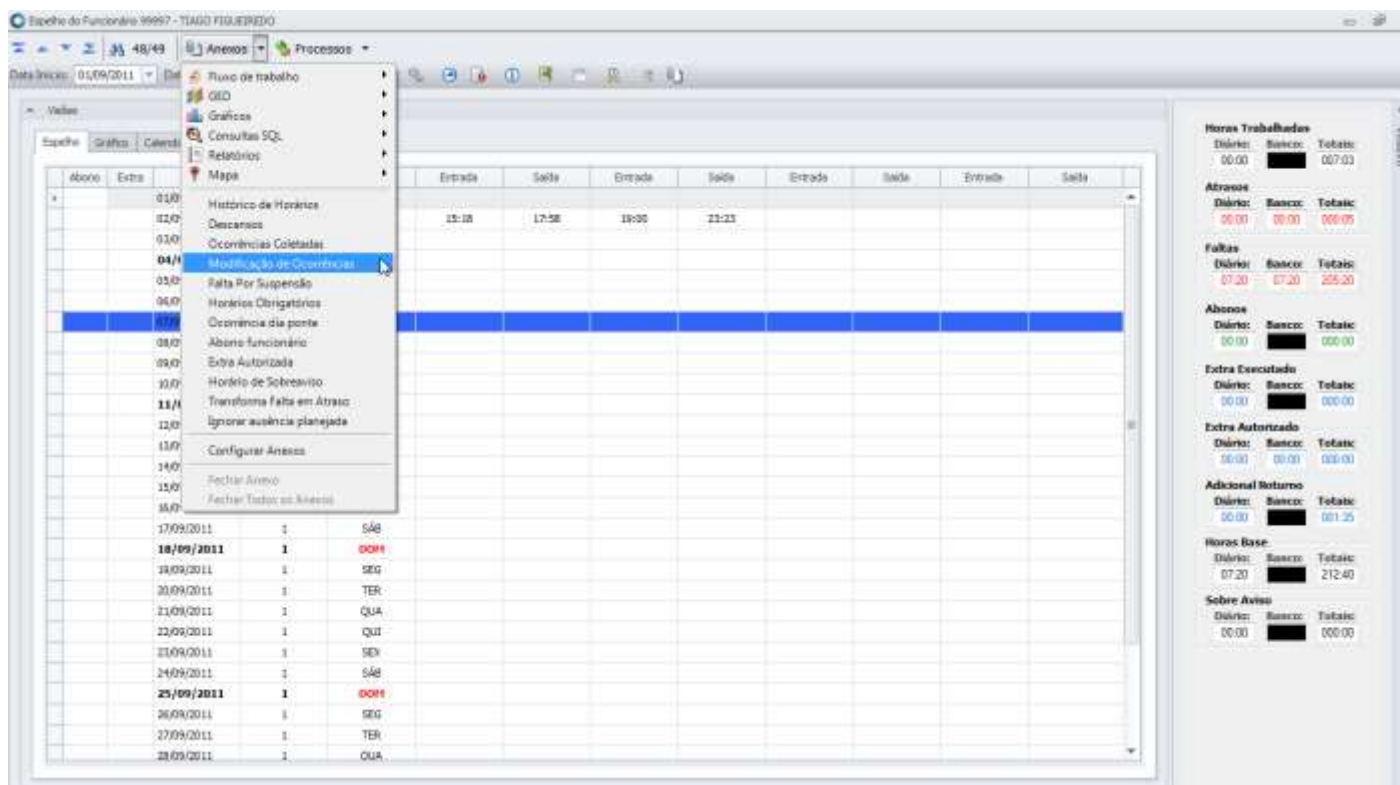 Espelho do Funcionário 99997 - TIAGO FIGUEIREDO
48/49 Anexos Processos
Data Início: 01/09/2011
Fluxo de trabalho
GED
Gráficos
Consultas SQL
Relatórios
Mapa
Histórico de Horários
Descansos
Ocorrências Coletadas
Modificação de Ocorrências
Falta Por Suspensão
Horários Obrigatórios
Ocorrência dia ponte
Abono funcionário
Extra Autorizada
Horário de Sobreaviso
Transforma Falta em Atraso
Ignorar ausência planejada
Configurar Anexos
Fechar Anexo
Fechar Todos os Anexos
Visões
Espelho Gráfico
Abono Extra Entrada Saída Entrada Saída Entrada Saída Entrada Saída
15:18 17:58 19:00 23:23
17/09/2011 1 SÁB
18/09/2011 1 DOM
19/09/2011 1 SEG
20/09/2011 1 TER
21/09/2011 1 QUA
22/09/2011 1 QUI
23/09/2011 1 SEX
24/09/2011 1 SÁB
25/09/2011 1 DOM
26/09/2011 1 SEG
27/09/2011 1 TER
28/09/2011 1 QUA
Horas Trabalhadas
Diário: Banco: Totais:
00:00 007:03
Atrasos
Diário: Banco: Totais:
00:00 00:00 000:05
Faltas
Diário: Banco: Totais:
07:20 07:20 205:20
Abonos
Diário: Banco: Totais:
00:00 000:00
Extra Executado
Diário: Banco: Totais:
00:00 000:00
Extra Autorizado
Diário: Banco: Totais:
00:00 00:00 000:00
Adicional Noturno
Diário: Banco: Totais:
00:00 001:35
Horas Base
Diário: Banco: Totais:
07:20 212:40
Sobre Aviso
Diário: Banco: Totais:
00:00 000:00